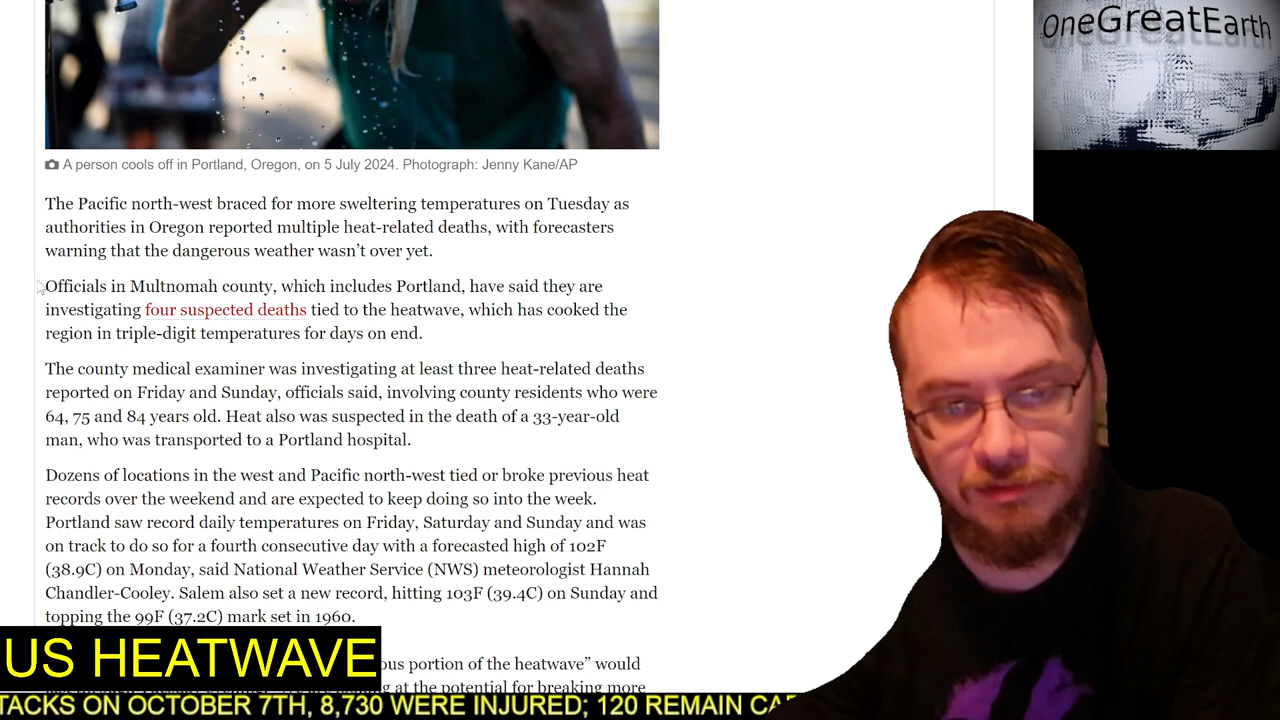 OneGreatEarth
A person cools off in Portland, Oregon, on 5 July 2024. Photograph: Jenny Kane/AP
The Pacific north-west braced for more sweltering temperatures on Tuesday as
authorities in Oregon reported multiple heat-related deaths, with forecasters
warning that the dangerous weather wasn’t over yet.
Officials in Multnomah county, which includes Portland, have said they are
investigating four suspected deaths tied to the heatwave, which has cooked the
region in triple-digit temperatures for days on end.
The county medical examiner was investigating at least three heat-related deaths
reported on Friday and Sunday, officials said, involving county residents who were
64, 75 and 84 years old. Heat also was suspected in the death of a 33-year-old
man, who was transported to a Portland hospital.
Dozens of locations in the west and Pacific north-west tied or broke previous heat
records over the weekend and are expected to keep doing so into the week.
Portland saw record daily temperatures on Friday, Saturday and Sunday and was
on track to do so for a fourth consecutive day with a forecasted high of 102F
(38.9C) on Monday, said National Weather Service (NWS) meteorologist Hannah
Chandler-Cooley. Salem also set a new record, hitting 103F (39.4C) on Sunday and
topping the 99F (37.2C) mark set in 1960.
portion of the heatwave” would
at the potential for breaking more
US HEATWAVE
TACKS ON OCTOBER 7TH, 8,730 WERE INJURED; 120 REMAIN